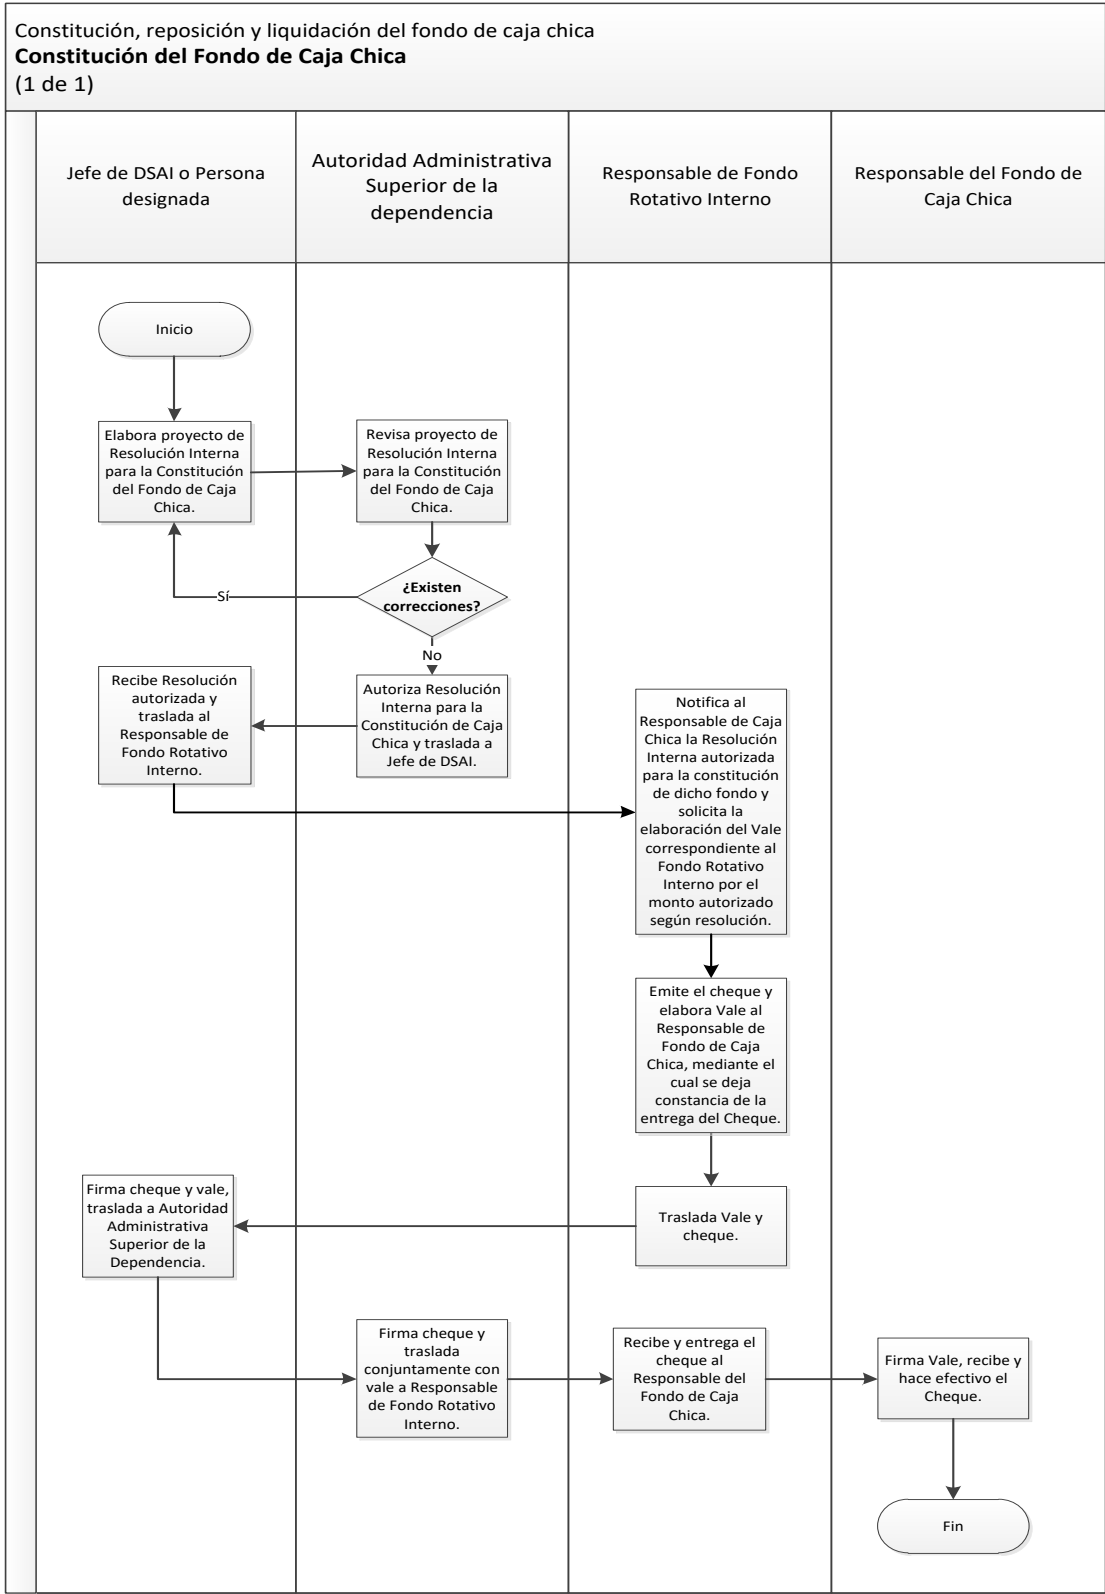 Constitución, reposición y liquidación del fondo de caja chica
Constitución del Fondo de Caja Chica
(1 de 1)
Jefe de DSAI o Persona
designada
Autoridad Administrativa
Superior de la
dependencia
Responsable de Fondo
Rotativo Interno
Responsable del Fondo de
Caja Chica
Inicio
Elabora proyecto de
Resolución Interna
para la Constitución
del Fondo de Caja
Chica.
Revisa proyecto de
Resolución Interna
para la Constitución
del Fondo de Caja
Chica.
¿Existen
correcciones?
Sí
No
Autoriza Resolución
Interna para la
Constitución de Caja
Chica y traslada a
Jefe de DSAI.
Recibe Resolución
autorizada y
traslada al
Responsable de
Fondo Rotativo
Interno.
Notifica al
Responsable de Caja
Chica la Resolución
Interna autorizada
para la constitución
de dicho fondo y
solicita la
elaboración del Vale
correspondiente al
Fondo Rotativo
Interno por el
monto autorizado
según resolución.
Emite el cheque y
elabora Vale al
Responsable de
Fondo de Caja
Chica, mediante el
cual se deja
constancia de la
entrega del Cheque.
Traslada Vale y
cheque.
Firma cheque y vale,
traslada a Autoridad
Administrativa
Superior de la
Dependencia.
Firma cheque y
traslada
conjuntamente con
vale a Responsable
de Fondo Rotativo
Interno.
Recibe y entrega el
cheque al
Responsable del
Fondo de Caja
Chica.
Firma Vale, recibe y
hace efectivo el
Cheque.
Fin